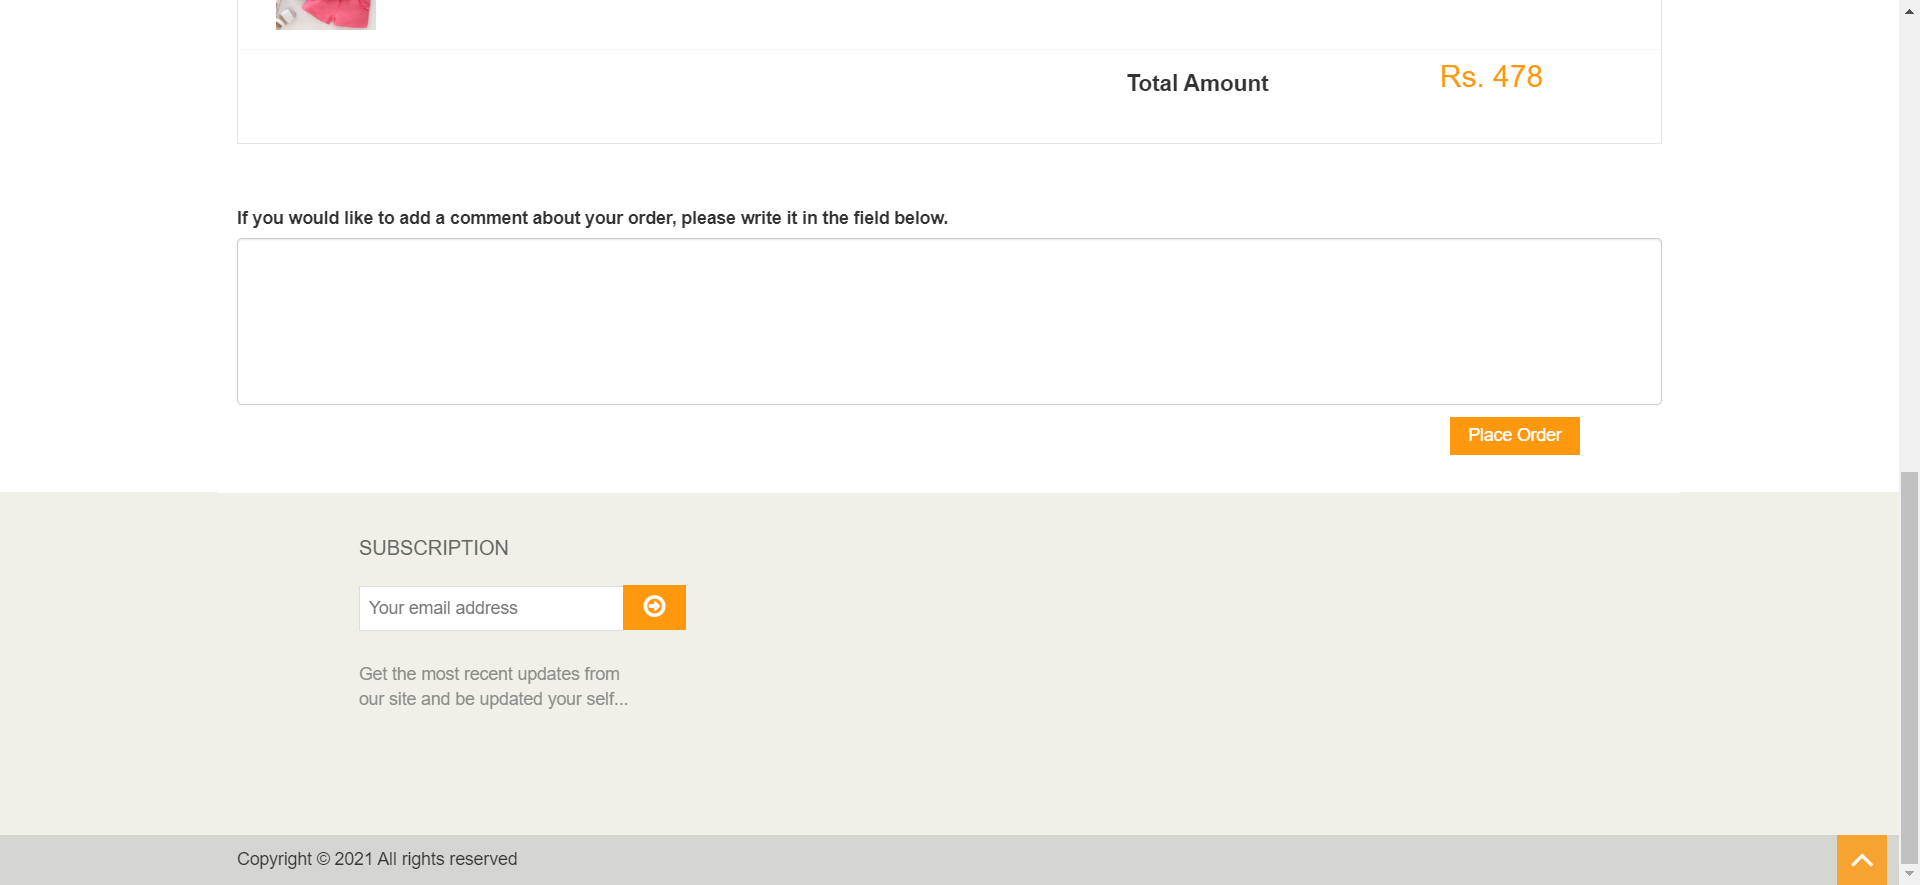 Total Amount
Rs. 478
If you would like to add a comment about your order, please write it in the field below.
Place Order
SUBSCRIPTION
Your email address
Get the most recent updates from
our site and be updated your self...
Copyright © 2021 All rights reserved